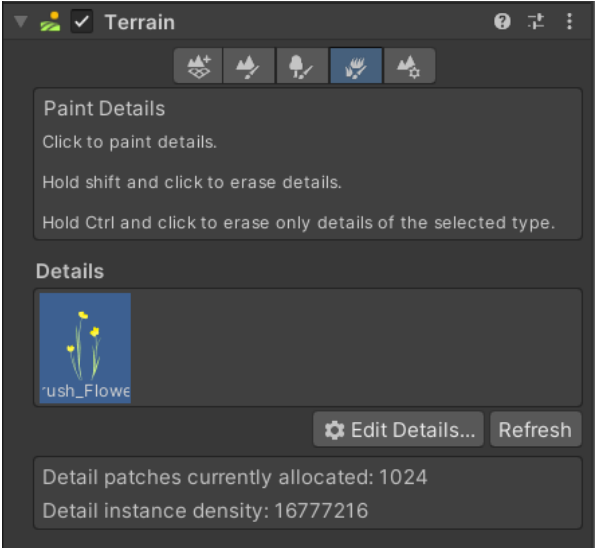 Terrain
Paint Details
Click to paint details.
Hold shift and click to erase details.
Hold Ctrl and click to erase only details of the selected type.
Details
rush_Flowe
Edit Details...
Refresh
Detail patches currently allocated: 1024
Detail instance density: 16777216